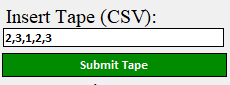 Insert Tape (CSV):
2,3,1,2,3
Submit Tape